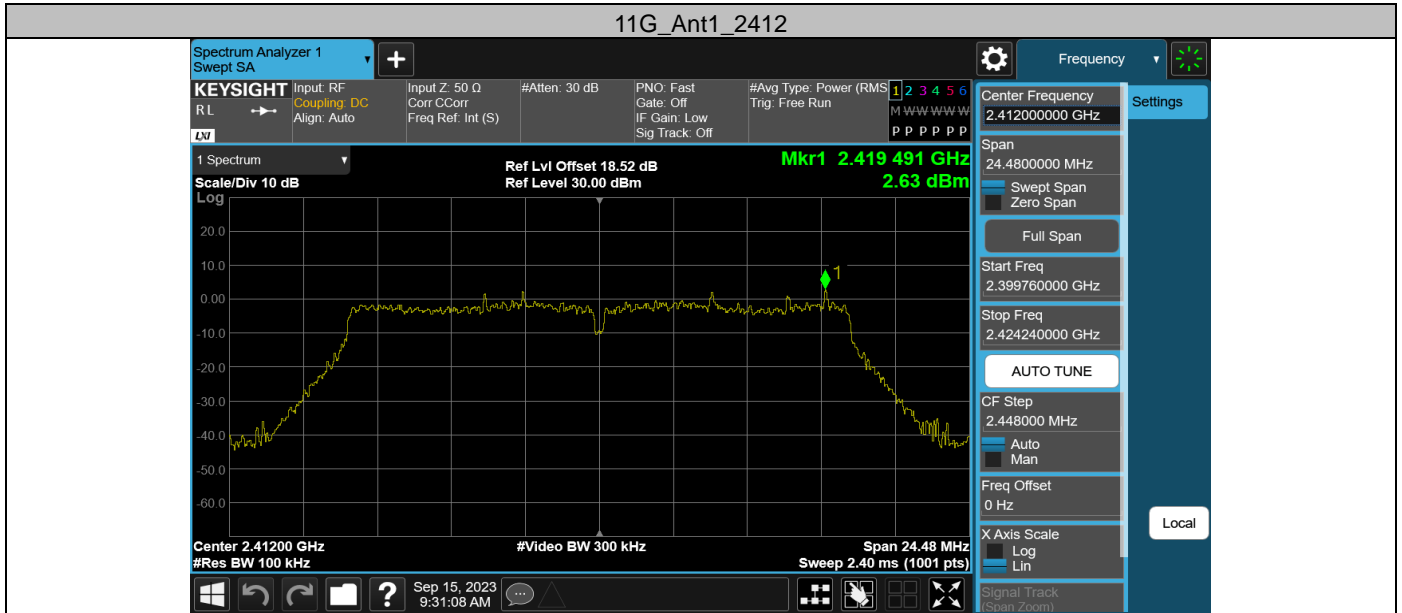 11G_Ant1_2412
Spectrum Analyzer 1
Swept SA
+
Frequency
KEYSIGHT
RL
LXI
Input: RF
Coupling: DC
Align: Auto
Input Z: 50 Ω
Corr CCorr
Freq Ref: Int (S)
#Atten: 30 dB
PNO: Fast
Gate: Off
IF Gain: Low
Sig Track: Off
#Avg Type: Power (RMS
Trig: Free Run
1 2 3 4 5 6
M W W W W W
P P P P P P
Settings
1 Spectrum
Scale/Div 10 dB
Log
Ref Lvl Offset 18.52 dB
Ref Level 30.00 dBm
Mkr1 2.419 491 GHz
2.63 dBm
20.0
10.0
0.00
-10.0
-20.0
-30.0
-40.0
-50.0
-60.0
1
Center 2.41200 GHz
#Res BW 100 kHz
#Video BW 300 kHz
Span 24.48 MHz
Sweep 2.40 ms (1001 pts)
Center Frequency
2.412000000 GHz
Span
24.4800000 MHz
Swept Span
Zero Span
Full Span
Start Freq
2.399760000 GHz
Stop Freq
2.424240000 GHz
AUTO TUNE
CF Step
2.448000 MHz
Auto
Man
Freq Offset
0 Hz
X Axis Scale
Log
Lin
Signal Track
(Span Zoom)
Local
?
Sep 15, 2023
9:31:08 AM